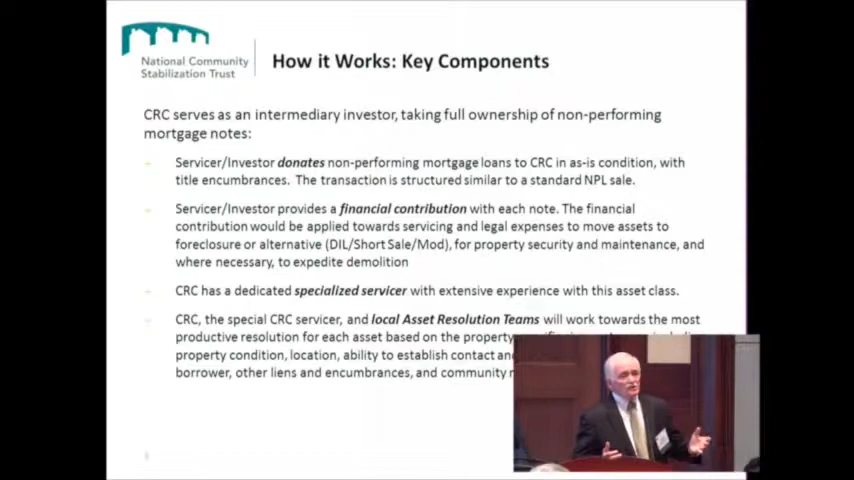 National Community
Stabilization Trust
How it Works: Key Components
CRC serves as an intermediary investor, taking full ownership of non-performing
mortgage notes:
Servicer/Investor donates non-performing mortgage loans to CRC in as-is condition, with
title encumbrances. The transaction is structured similar to a standard NPL sale.
Servicer/Investor provides a financial contribution with each note. The financial
contribution would be applied towards servicing and legal expenses to move assets to
foreclosure or alternative (DIL/Short Sale/Mod), for property security and maintenance, and
where necessary, to expedite demolition
CRC has a dedicated specialized servicer with extensive experience with this asset class.
CRC, the special CRC servicer, and local Asset Resolution Teams will work towards the most
productive resolution for each asset based on the property
property condition, location, ability to establish contact and
borrower, other liens and encumbrances, and community